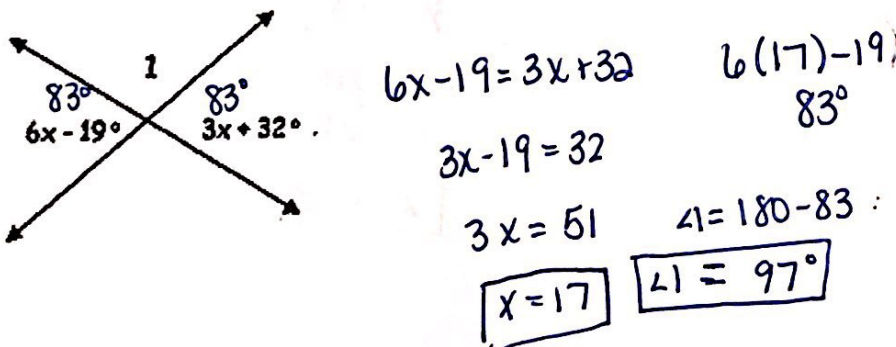 1
83° 83°
6x - 19° 3x + 32° .
6x-19 = 3x+32
3x-19 = 32
3x = 51
x = 17
6(17)-19
83°
∠1 = 180-83 :
∠1 = 97°